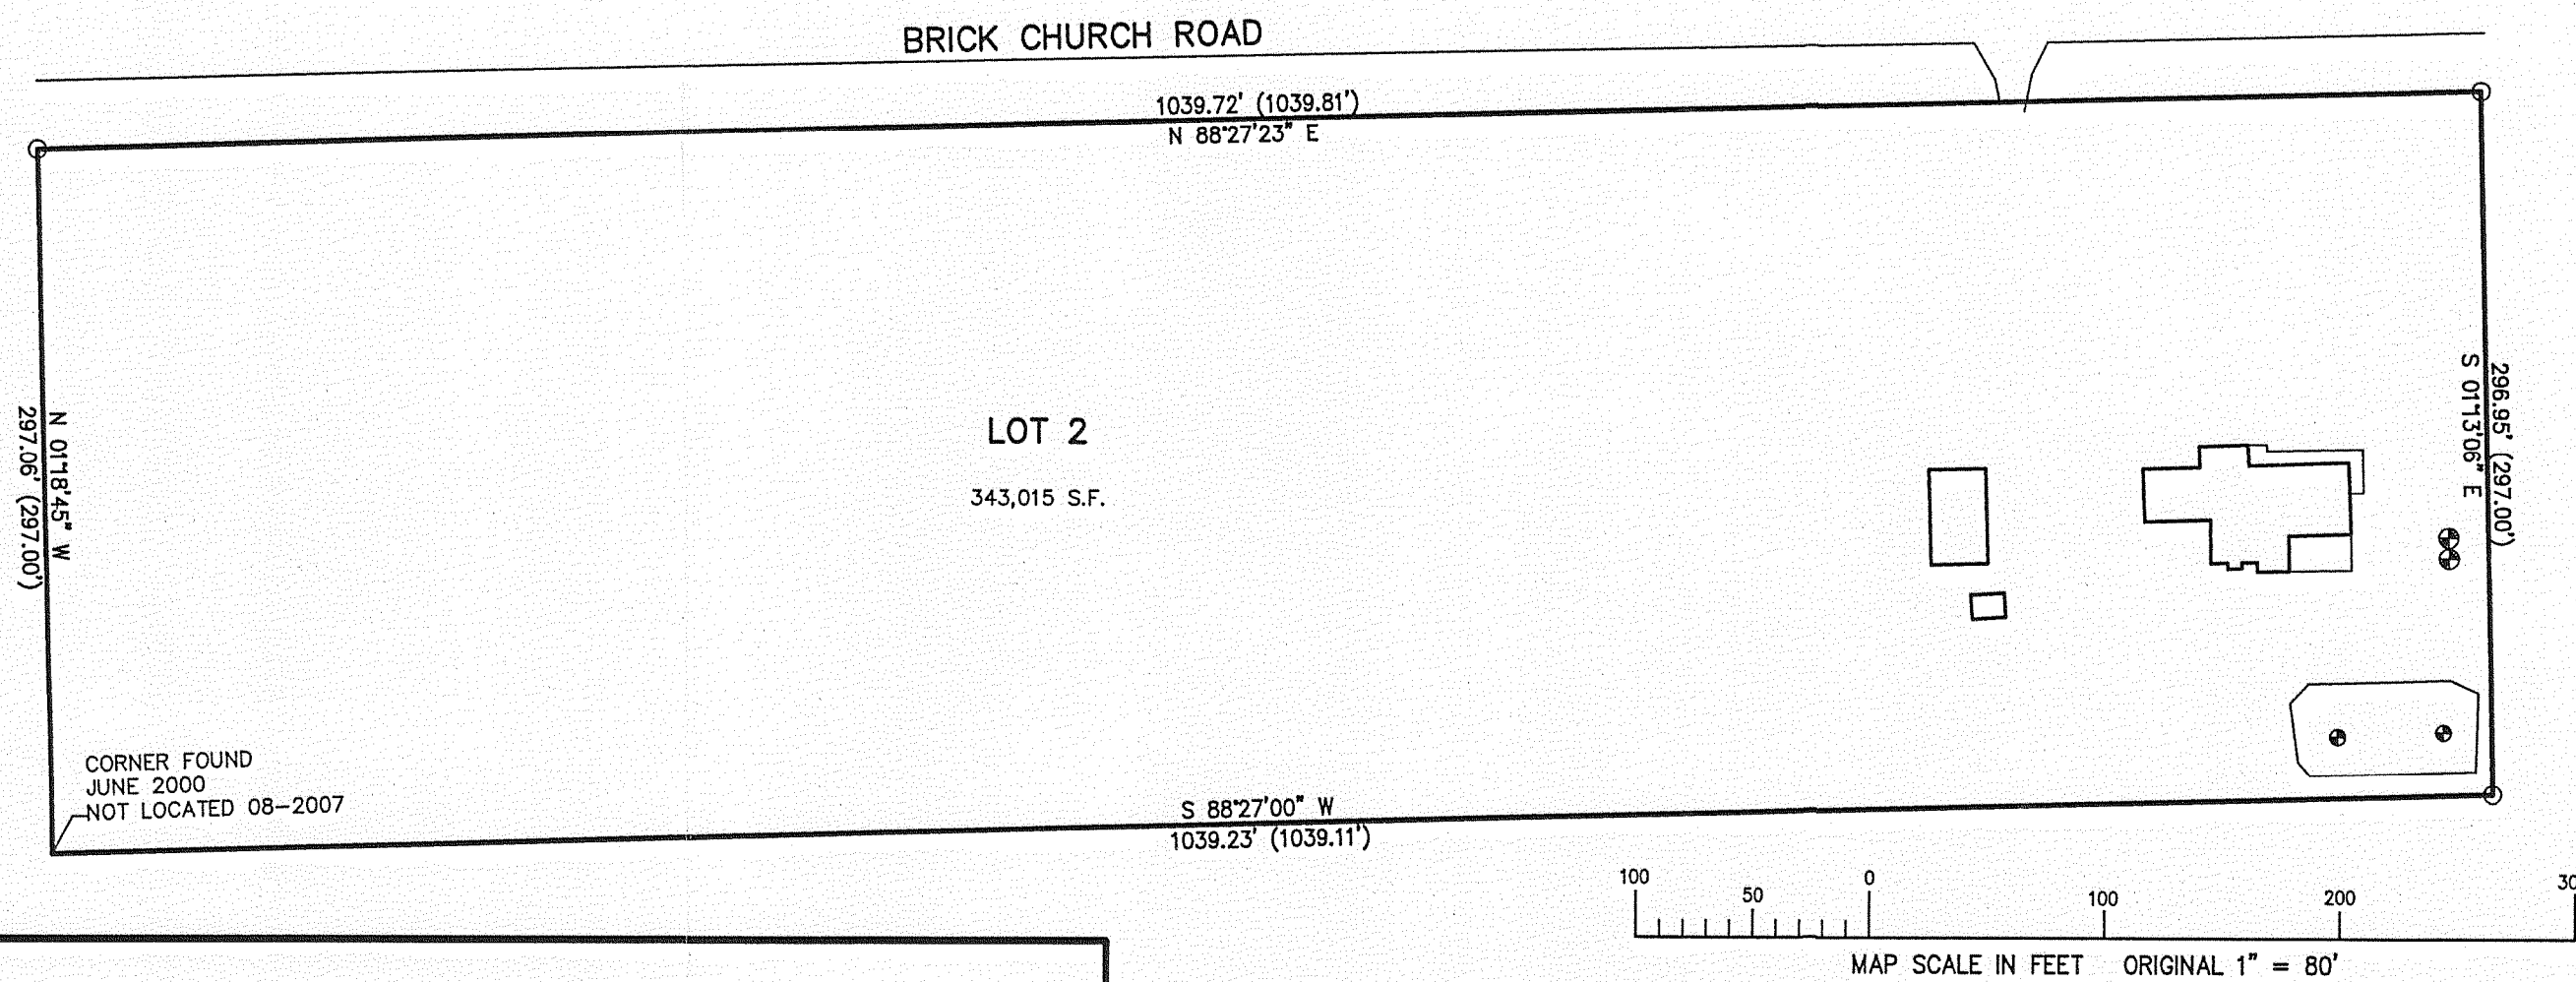 BRICK CHURCH ROAD
1039.72' (1039.81')
N 88°27'23" E
N 01°18'45" W
297.06' (297.00')
LOT 2
343,015 S.F.
296.95' (297.00')
S 01°13'06" E
CORNER FOUND
JUNE 2000
NOT LOCATED 08-2007
S 88°27'00" W
1039.23' (1039.11')
100 50 0 100 200 30
MAP SCALE IN FEET ORIGINAL 1" = 80'